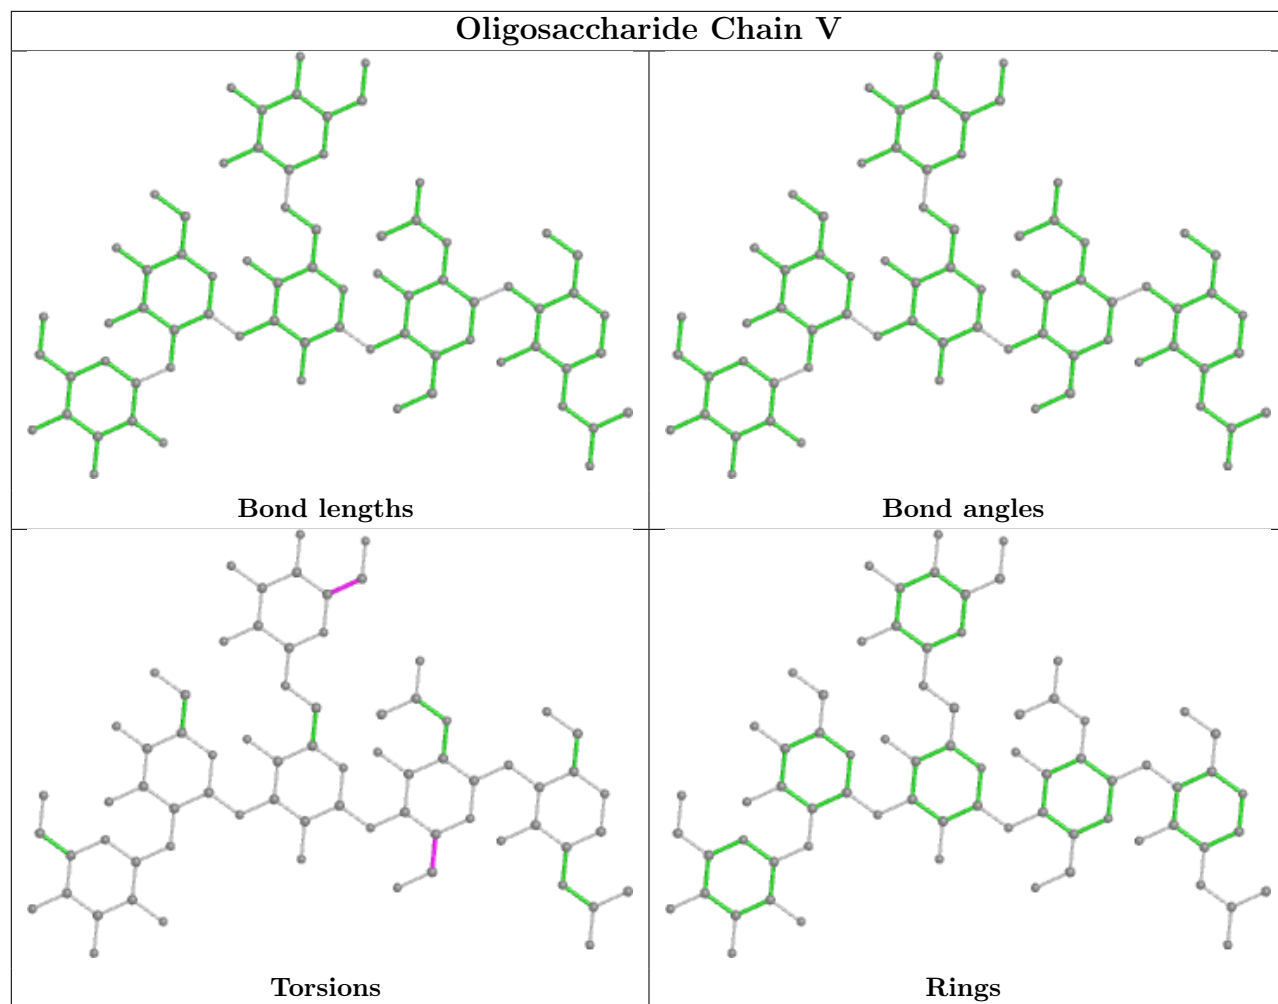 Oligosaccharide Chain V
Bond lengths
Bond angles
Torsions
Rings